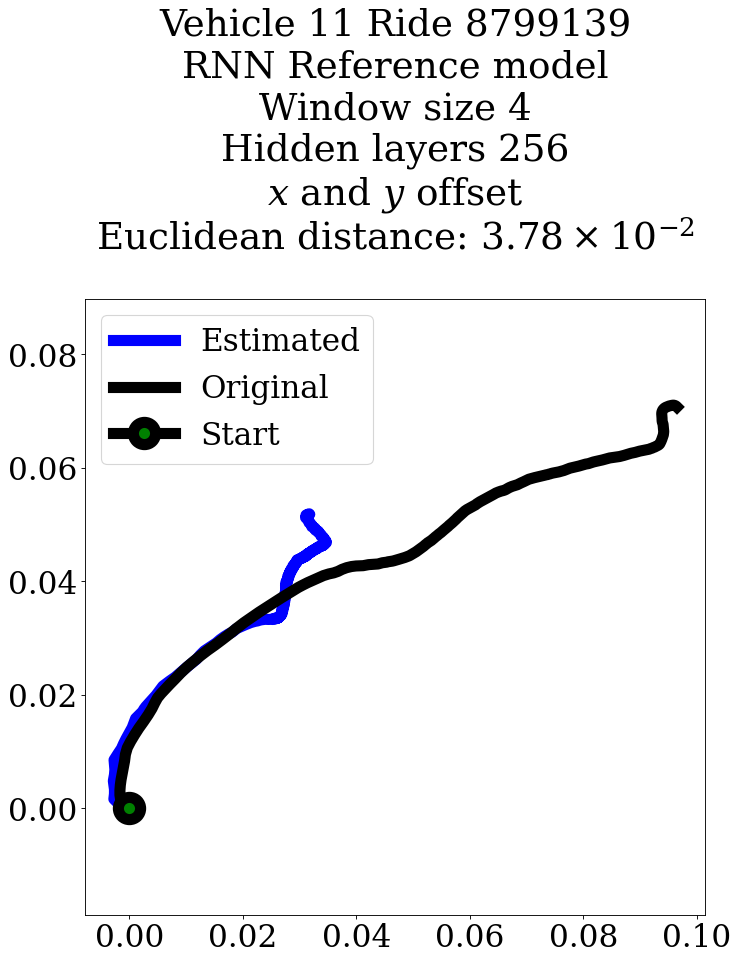 Vehicle 11 Ride 8799139
RNN Reference model
Window size 4
Hidden layers 256
x and y offset
Euclidean distance: 3.78 × 10⁻²
Estimated
Original
Start
0.08
0.06
0.04
0.02
0.00
0.00 0.02 0.04 0.06 0.08 0.10